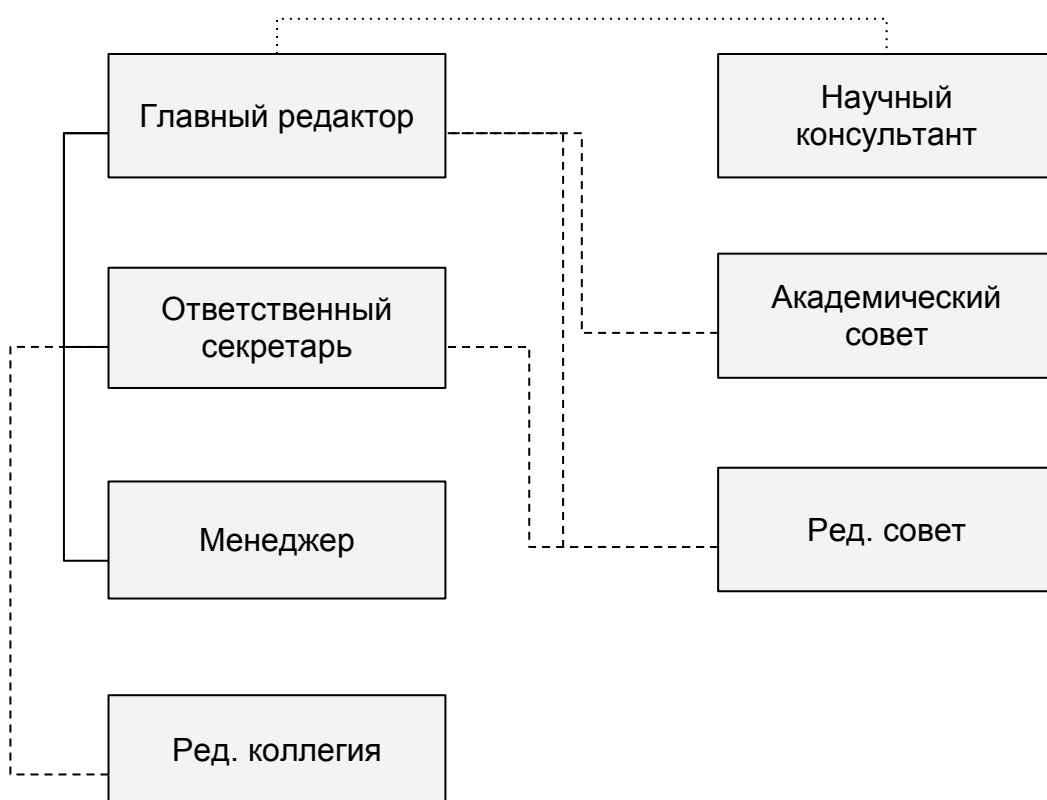 Главный редактор
Научный
консультант
Ответственный
секретарь
Академический
совет
Менеджер
Ред. совет
Ред. коллегия